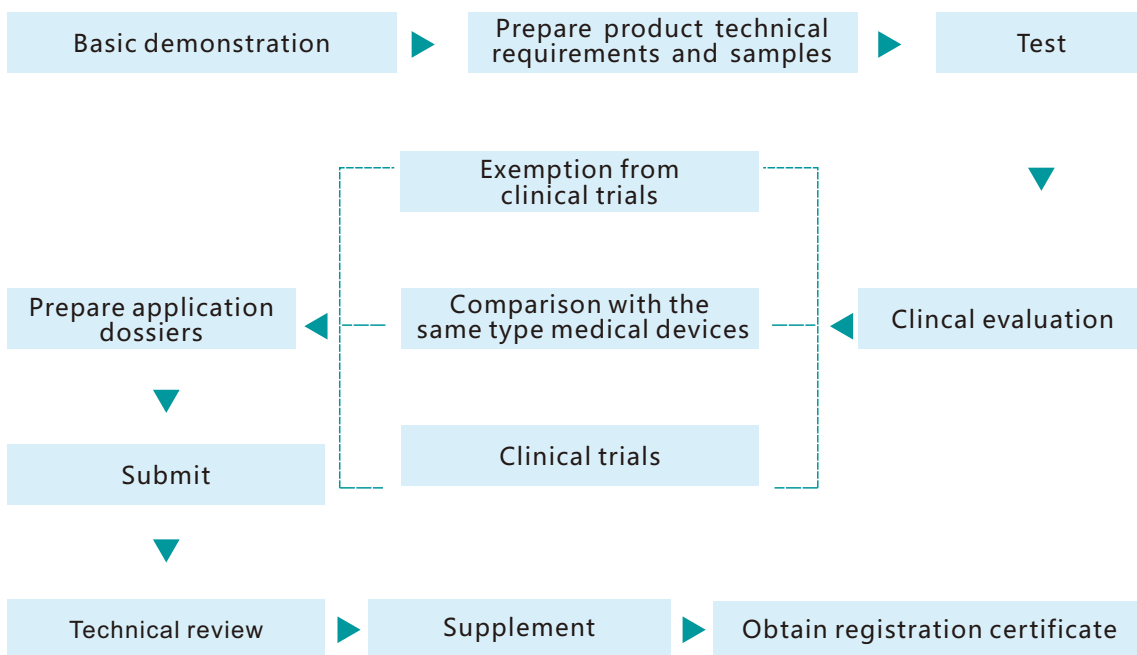 Basic demonstration
Prepare product technical
requirements and samples
Test
Exemption from
clinical trials
Prepare application
dossiers
Comparison with the
same type medical devices
Clincal evaluation
Clinical trials
Submit
Technical review
Supplement
Obtain registration certificate